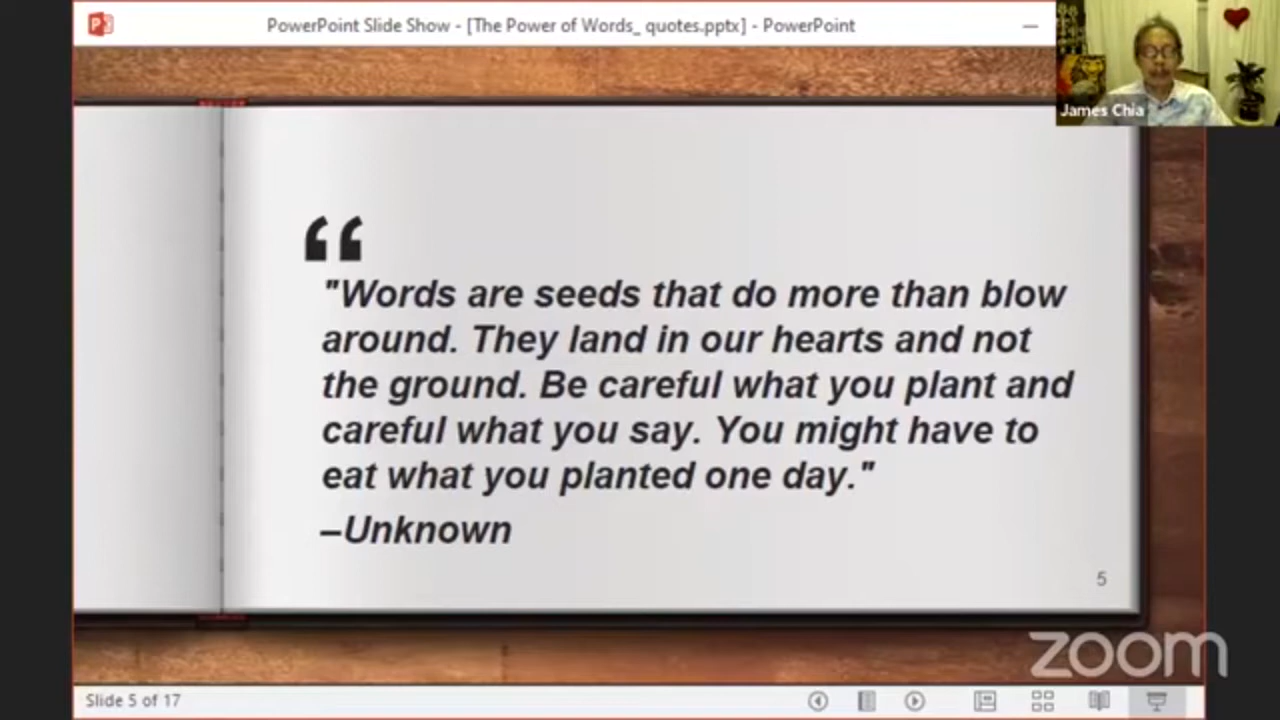 PowerPoint Slide Show - [The Power of Words_ quotes.pptx] - PowerPoint
James Chia
"Words are seeds that do more than blow
around. They land in our hearts and not
the ground. Be careful what you plant and
careful what you say. You might have to
eat what you planted one day."
–Unknown
5
zoom
Slide 5 of 17